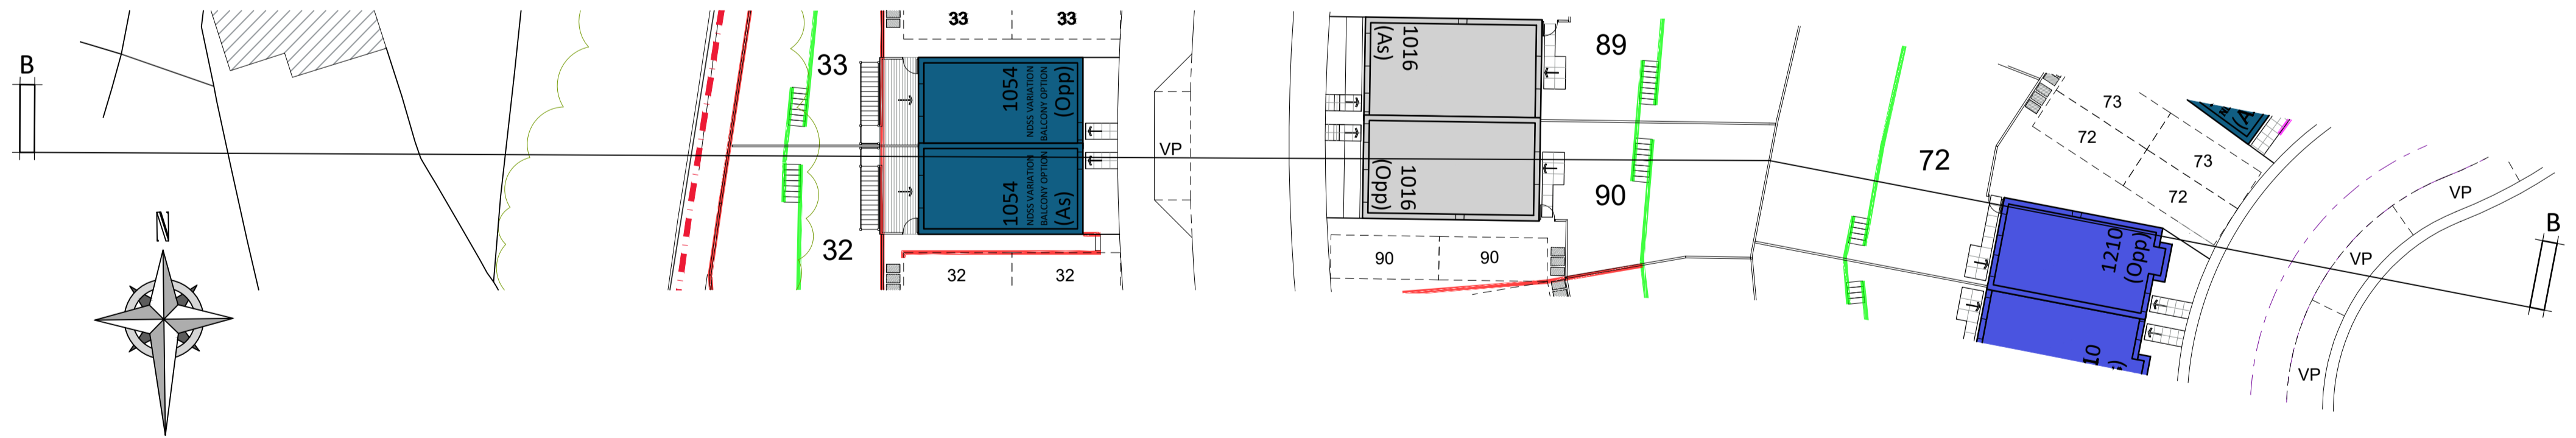 B
N
33
33
33
32
1054
NDSS VARIATION
BALCONY OPTION
(Opp)
1054
NDSS VARIATION
BALCONY OPTION
(As)
32
32
VP
1016
(As)
1016
(Opp)
90
90
89
90
72
73
72
73
72
1210
(Opp)
10
VP
VP
VP
B